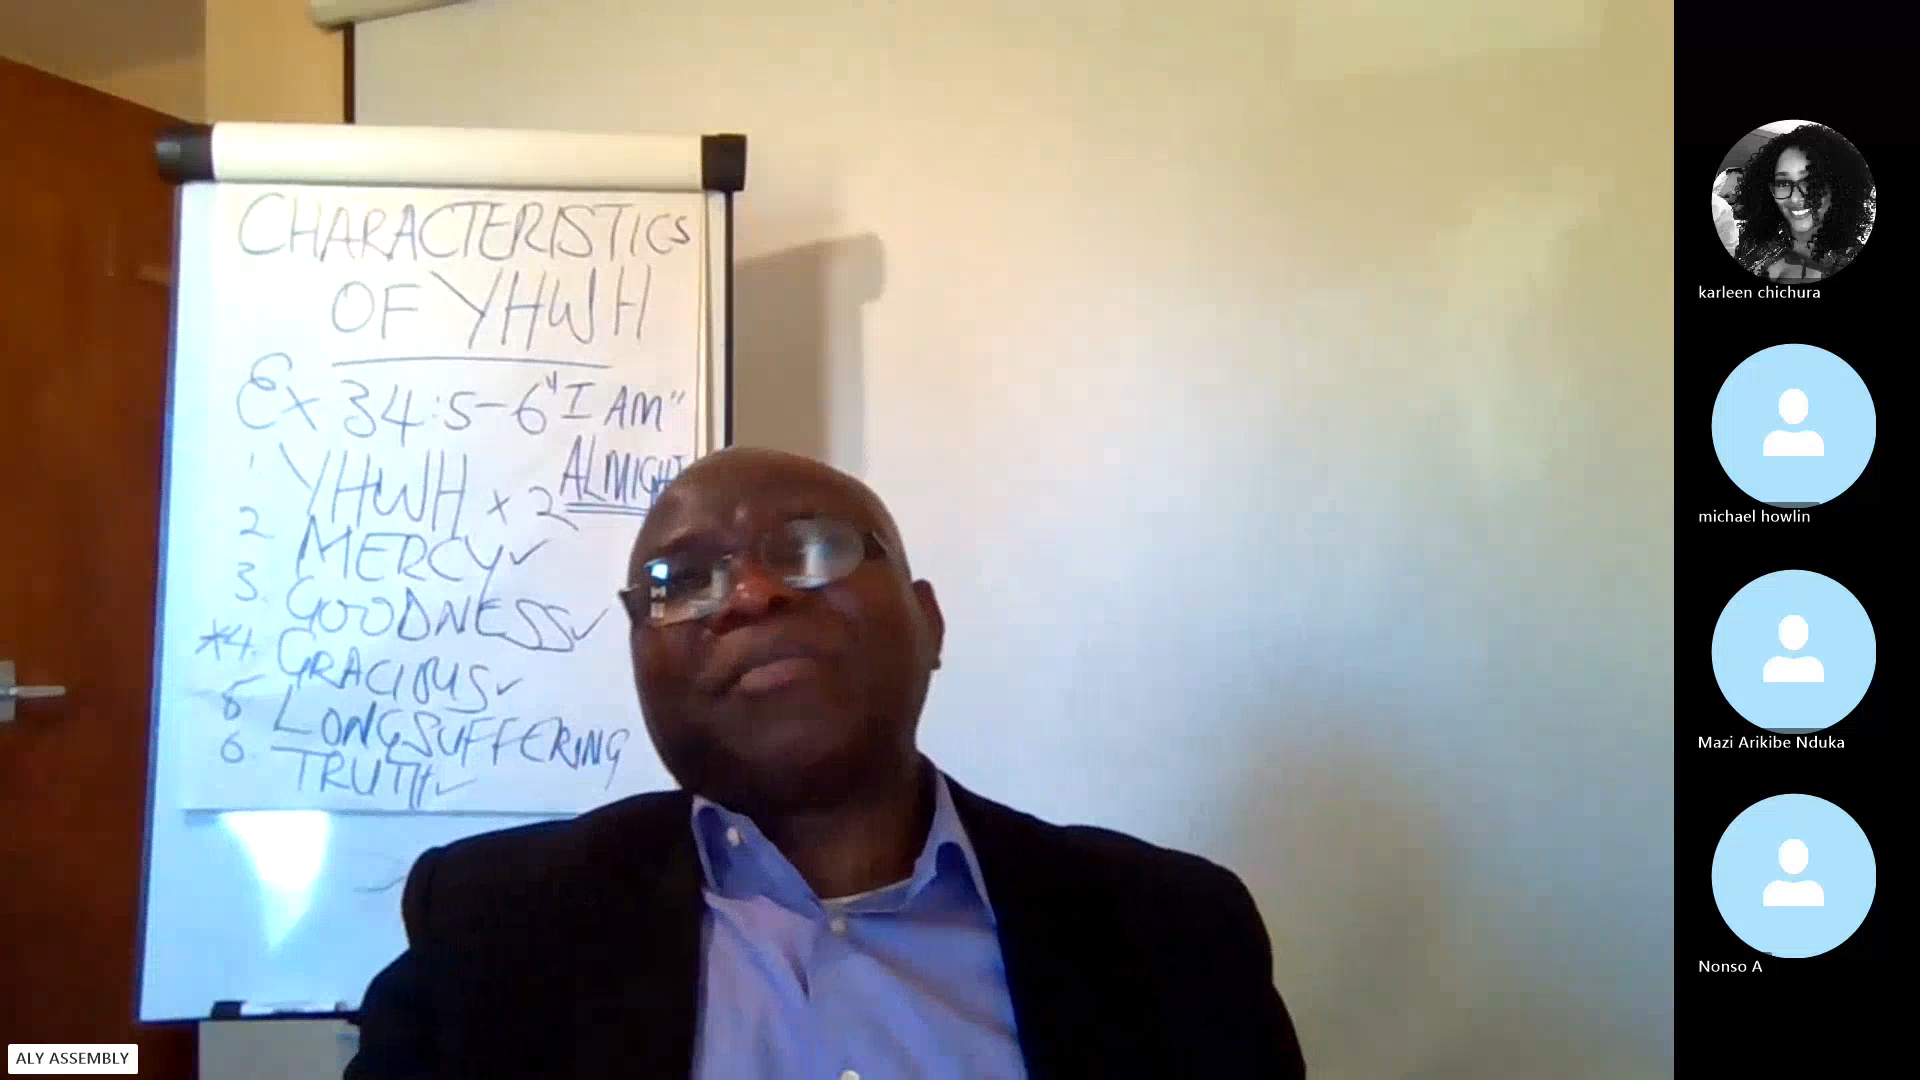 CHARACTERISTICS
OF YHWH
Ex 34:5-6 "I AM"
1 YHWH x 2 ALMIGHT
2 MERCY ✓
3. GOODNESS ✓
*4. GRACIOUS ✓
5 LONGSUFFERING
6. TRUTH ✓
ALY ASSEMBLY
karleen chichura
michael howlin
Mazi Arikibe Nduka
Nonso A